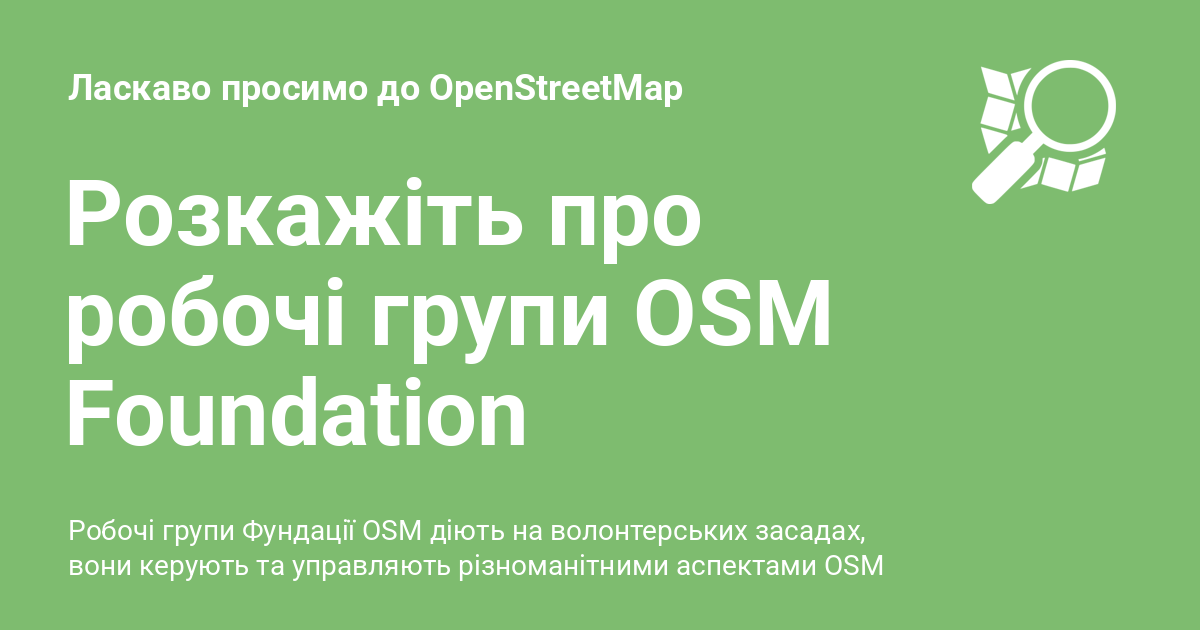 Ласкаво просимо до OpenStreetMap
Розкажіть про
робочі групи OSM
Foundation
Робочі групи Фундації OSM діють на волонтерських засадах,
вони керують та управляють різноманітними аспектами OSM